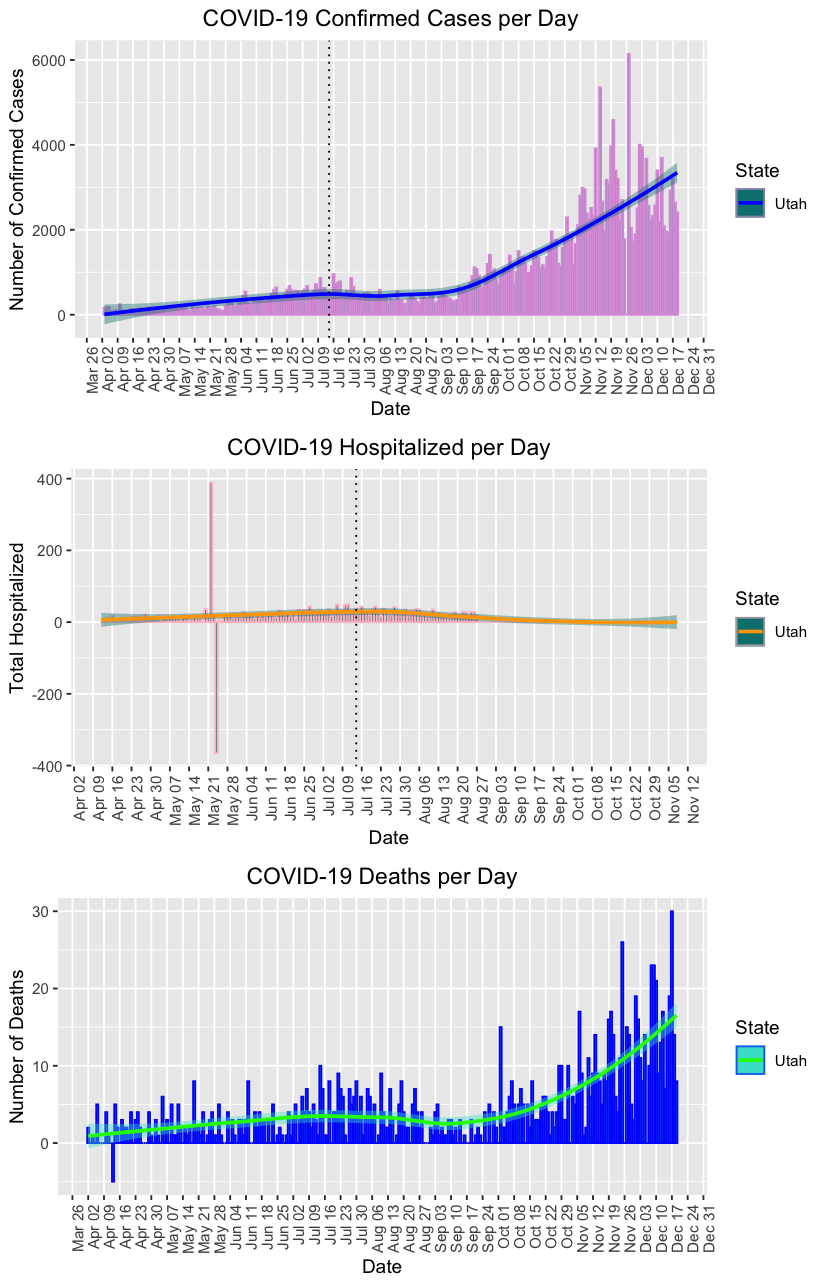 COVID-19 Confirmed Cases per Day
Number of Confirmed Cases
6000
4000
2000
0
State
Utah
Mar 26
Apr 02
Apr 09
Apr 16
Apr 23
Apr 30
May 07
May 14
May 21
May 28
Jun 04
Jun 11
Jun 18
Jun 25
Jul 02
Jul 09
Jul 16
Jul 23
Jul 30
Aug 06
Aug 13
Aug 20
Aug 27
Sep 03
Sep 10
Sep 17
Sep 24
Oct 01
Oct 08
Oct 15
Oct 22
Oct 29
Nov 05
Nov 12
Nov 19
Nov 26
Dec 03
Dec 10
Dec 17
Dec 24
Dec 31
Date
COVID-19 Hospitalized per Day
Total Hospitalized
400
200
0
-200
-400
State
Utah
Apr 02
Apr 09
Apr 16
Apr 23
Apr 30
May 07
May 14
May 21
May 28
Jun 04
Jun 11
Jun 18
Jun 25
Jul 02
Jul 09
Jul 16
Jul 23
Jul 30
Aug 06
Aug 13
Aug 20
Aug 27
Sep 03
Sep 10
Sep 17
Sep 24
Oct 01
Oct 08
Oct 15
Oct 22
Oct 29
Nov 05
Nov 12
Date
COVID-19 Deaths per Day
Number of Deaths
30
20
10
0
State
Utah
Mar 26
Apr 02
Apr 09
Apr 16
Apr 23
Apr 30
May 07
May 14
May 21
May 28
Jun 04
Jun 11
Jun 18
Jun 25
Jul 02
Jul 09
Jul 16
Jul 23
Jul 30
Aug 06
Aug 13
Aug 20
Aug 27
Sep 03
Sep 10
Sep 17
Sep 24
Oct 01
Oct 08
Oct 15
Oct 22
Oct 29
Nov 05
Nov 12
Nov 19
Nov 26
Dec 03
Dec 10
Dec 17
Dec 24
Dec 31
Date